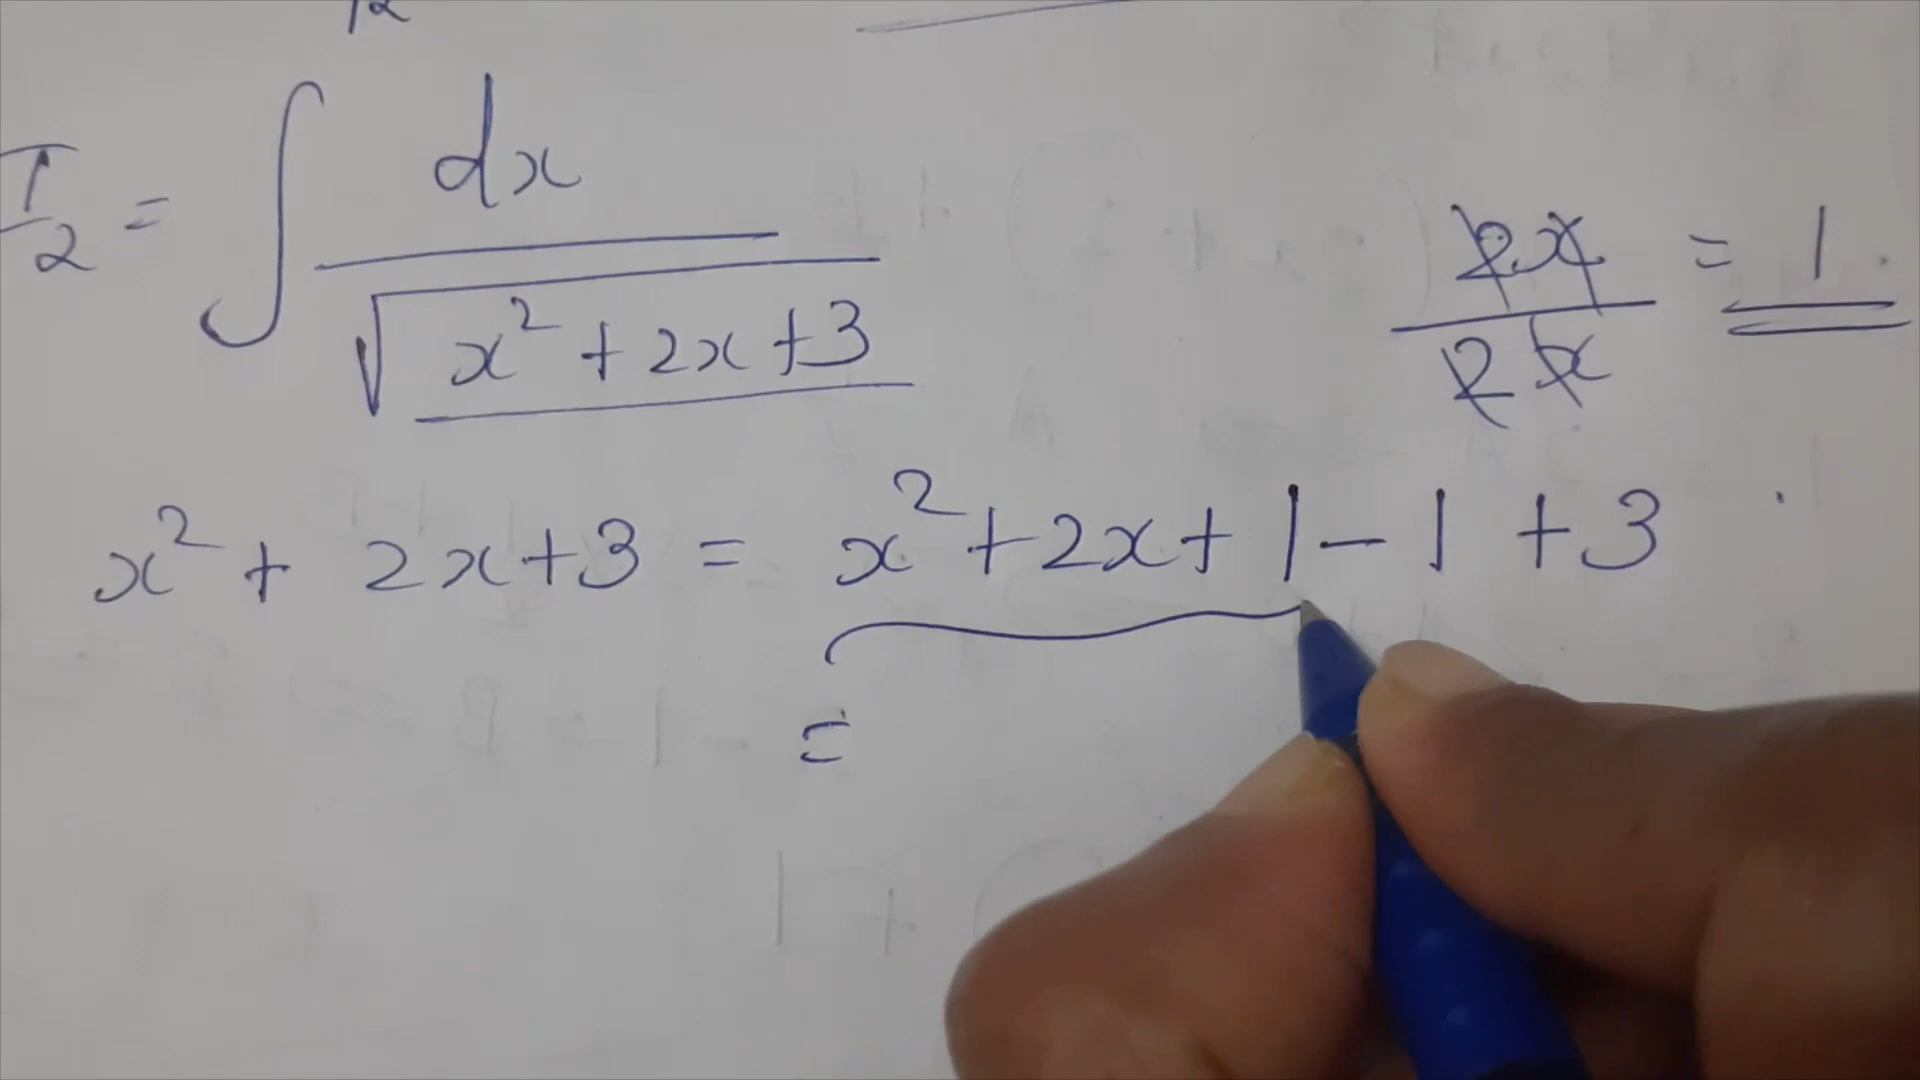 I₂ = ∫ dx / √(x² + 2x + 3)
2x / 2x = 1.
x² + 2x + 3 = x² + 2x + 1 - 1 + 3
=